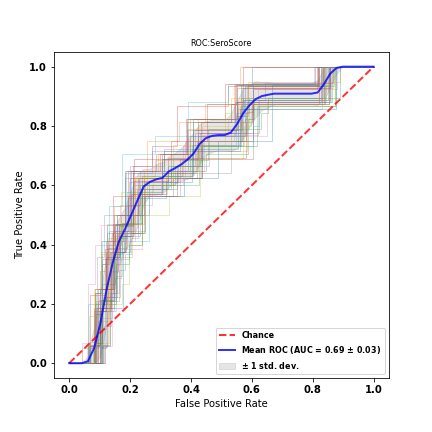 ROC:SeroScore
True Positive Rate
1.0
0.8
0.6
0.4
0.2
0.0
Chance
Mean ROC (AUC = 0.69 ± 0.03)
± 1 std. dev.
0.0 0.2 0.4 0.6 0.8 1.0
False Positive Rate